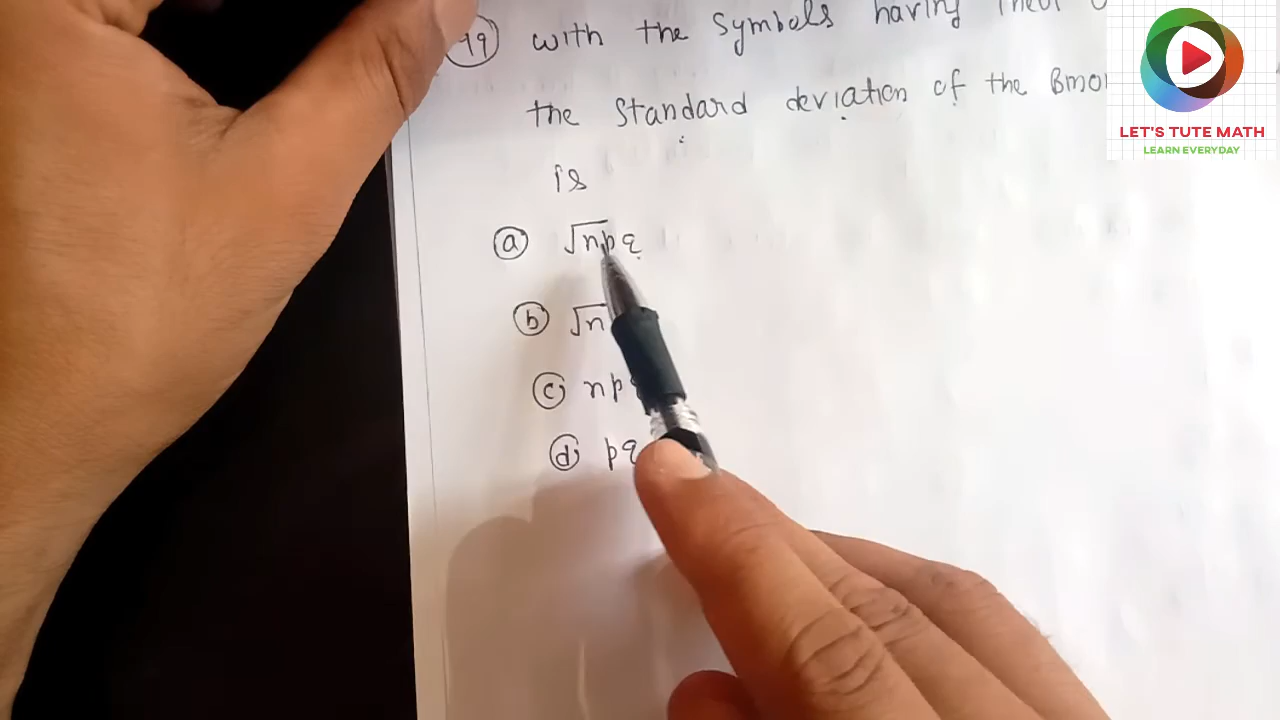 (19) with the symbols having
the standard deviation of the
is
(a) √npq
(b) √n
(c) np
(d) pq
LET'S TUTE MATH
LEARN EVERYDAY